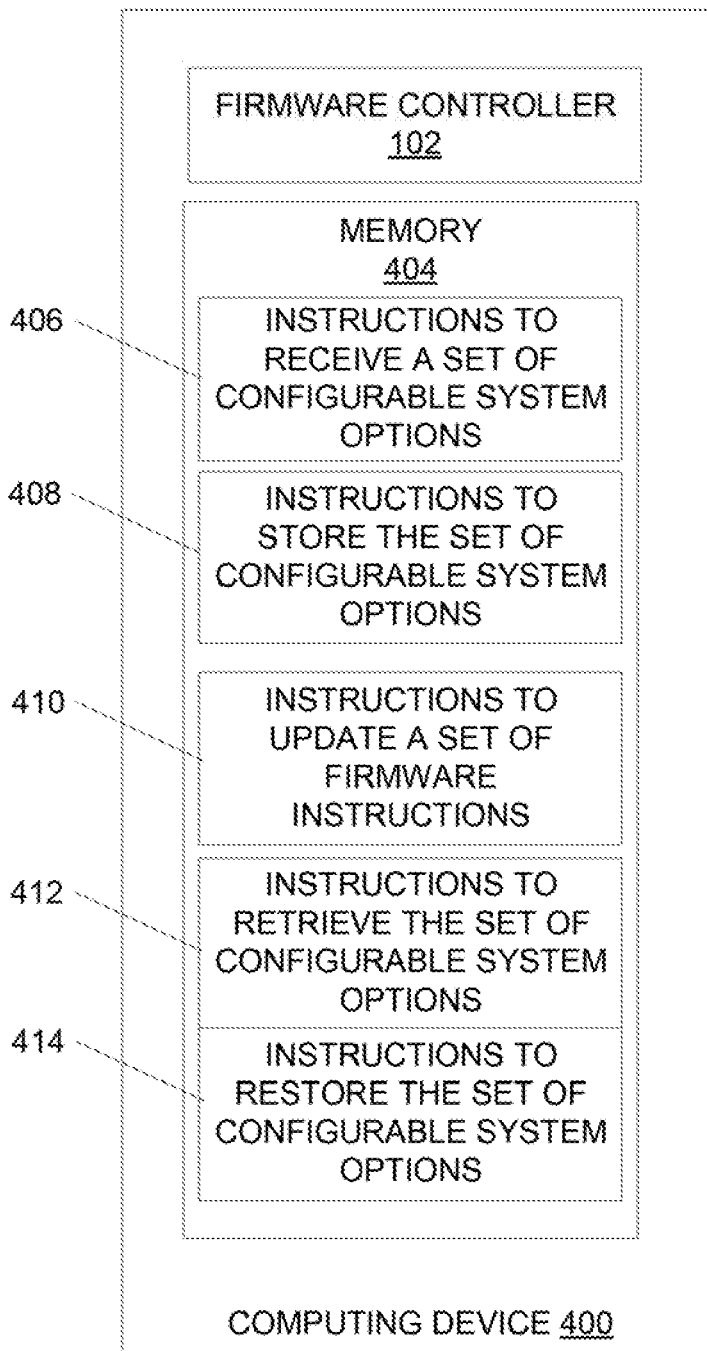 FIRMWARE CONTROLLER
102
MEMORY
404
406
INSTRUCTIONS TO
RECEIVE A SET OF
CONFIGURABLE SYSTEM
OPTIONS
408
INSTRUCTIONS TO
STORE THE SET OF
CONFIGURABLE SYSTEM
OPTIONS
410
INSTRUCTIONS TO
UPDATE A SET OF
FIRMWARE
INSTRUCTIONS
412
INSTRUCTIONS TO
RETRIEVE THE SET OF
CONFIGURABLE SYSTEM
OPTIONS
414
INSTRUCTIONS TO
RESTORE THE SET OF
CONFIGURABLE SYSTEM
OPTIONS
COMPUTING DEVICE 400